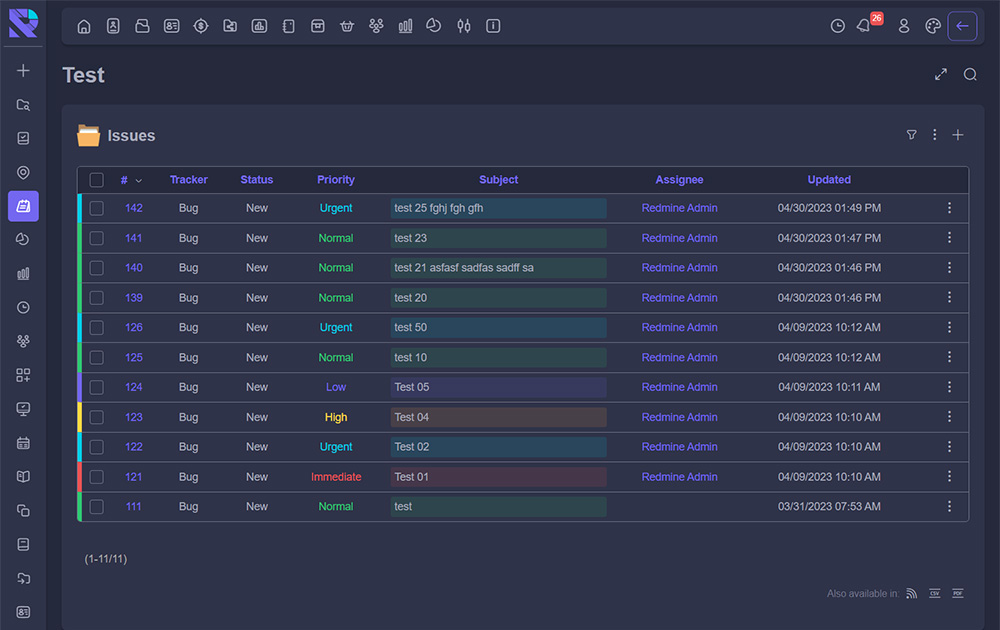 26
Test
Issues
# Tracker Status Priority Subject Assignee Updated
142 Bug New Urgent test 25 fghj fgh gfh Redmine Admin 04/30/2023 01:49 PM
141 Bug New Normal test 23 Redmine Admin 04/30/2023 01:47 PM
140 Bug New Normal test 21 asfasf sadfas sadff sa Redmine Admin 04/30/2023 01:46 PM
139 Bug New Normal test 20 Redmine Admin 04/30/2023 01:46 PM
126 Bug New Urgent test 50 Redmine Admin 04/09/2023 10:12 AM
125 Bug New Normal test 10 Redmine Admin 04/09/2023 10:12 AM
124 Bug New Low Test 05 Redmine Admin 04/09/2023 10:11 AM
123 Bug New High Test 04 Redmine Admin 04/09/2023 10:10 AM
122 Bug New Urgent Test 02 Redmine Admin 04/09/2023 10:10 AM
121 Bug New Immediate Test 01 Redmine Admin 04/09/2023 10:10 AM
111 Bug New Normal test 03/31/2023 07:53 AM
(1-11/11)
Also available in: CSV PDF